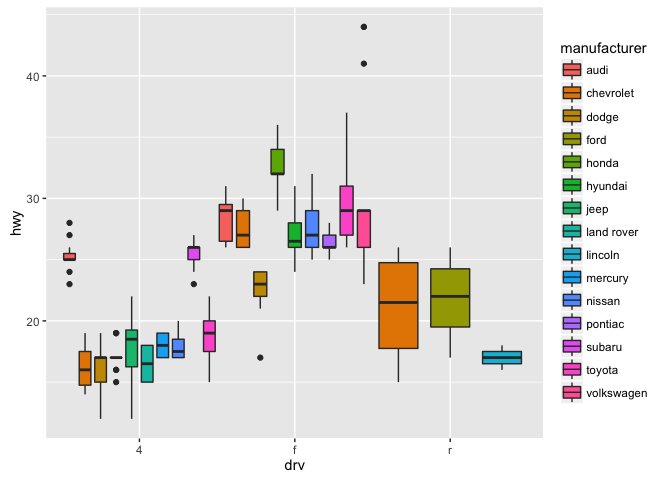 40
30
20
hwy
4
f
r
drv
manufacturer
audi
chevrolet
dodge
ford
honda
hyundai
jeep
land rover
lincoln
mercury
nissan
pontiac
subaru
toyota
volkswagen